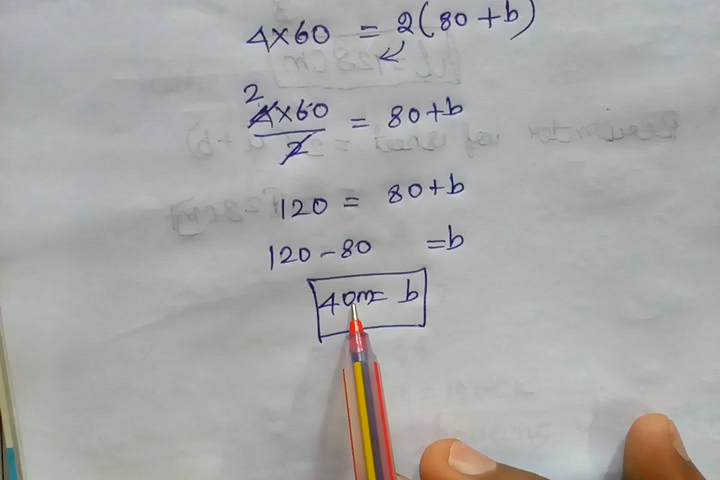 4×60 = 2(80+b)
2
4×60/2 = 80+b
120 = 80+b
120-80 =b
40m= b